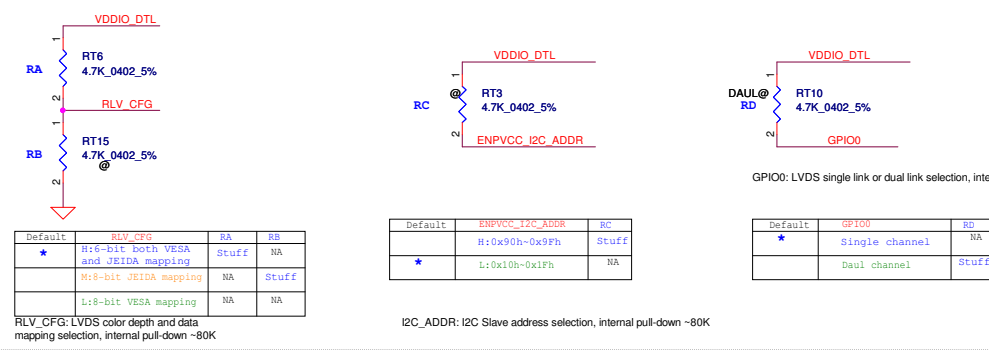 VDDIO_DTL
1
RT6
RA
4.7K_0402_5%
2
RLV_CFG
1
RT15
RB
4.7K_0402_5%
@
2
VDDIO_DTL
1
@
RT3
RC
4.7K_0402_5%
2
ENPVCC_I2C_ADDR
VDDIO_DTL
1
DAUL@
RT10
RD
4.7K_0402_5%
2
GPIO0
GPIO0: LVDS single link or dual link selection, inte
Default RLV_CFG RA RB
* H:6-bit both VESA
and JEIDA mapping Stuff NA
M:8-bit JEIDA mapping NA Stuff
L:8-bit VESA mapping NA NA
RLV_CFG: LVDS color depth and data
mapping selection, internal pull-down ~80K
Default ENPVCC_I2C_ADDR RC
H:0x90h~0x9Fh Stuff
* L:0x10h~0x1Fh NA
I2C_ADDR: I2C Slave address selection, internal pull-down ~80K
Default GPIO0 RD
* Single channel NA
Daul channel Stuff